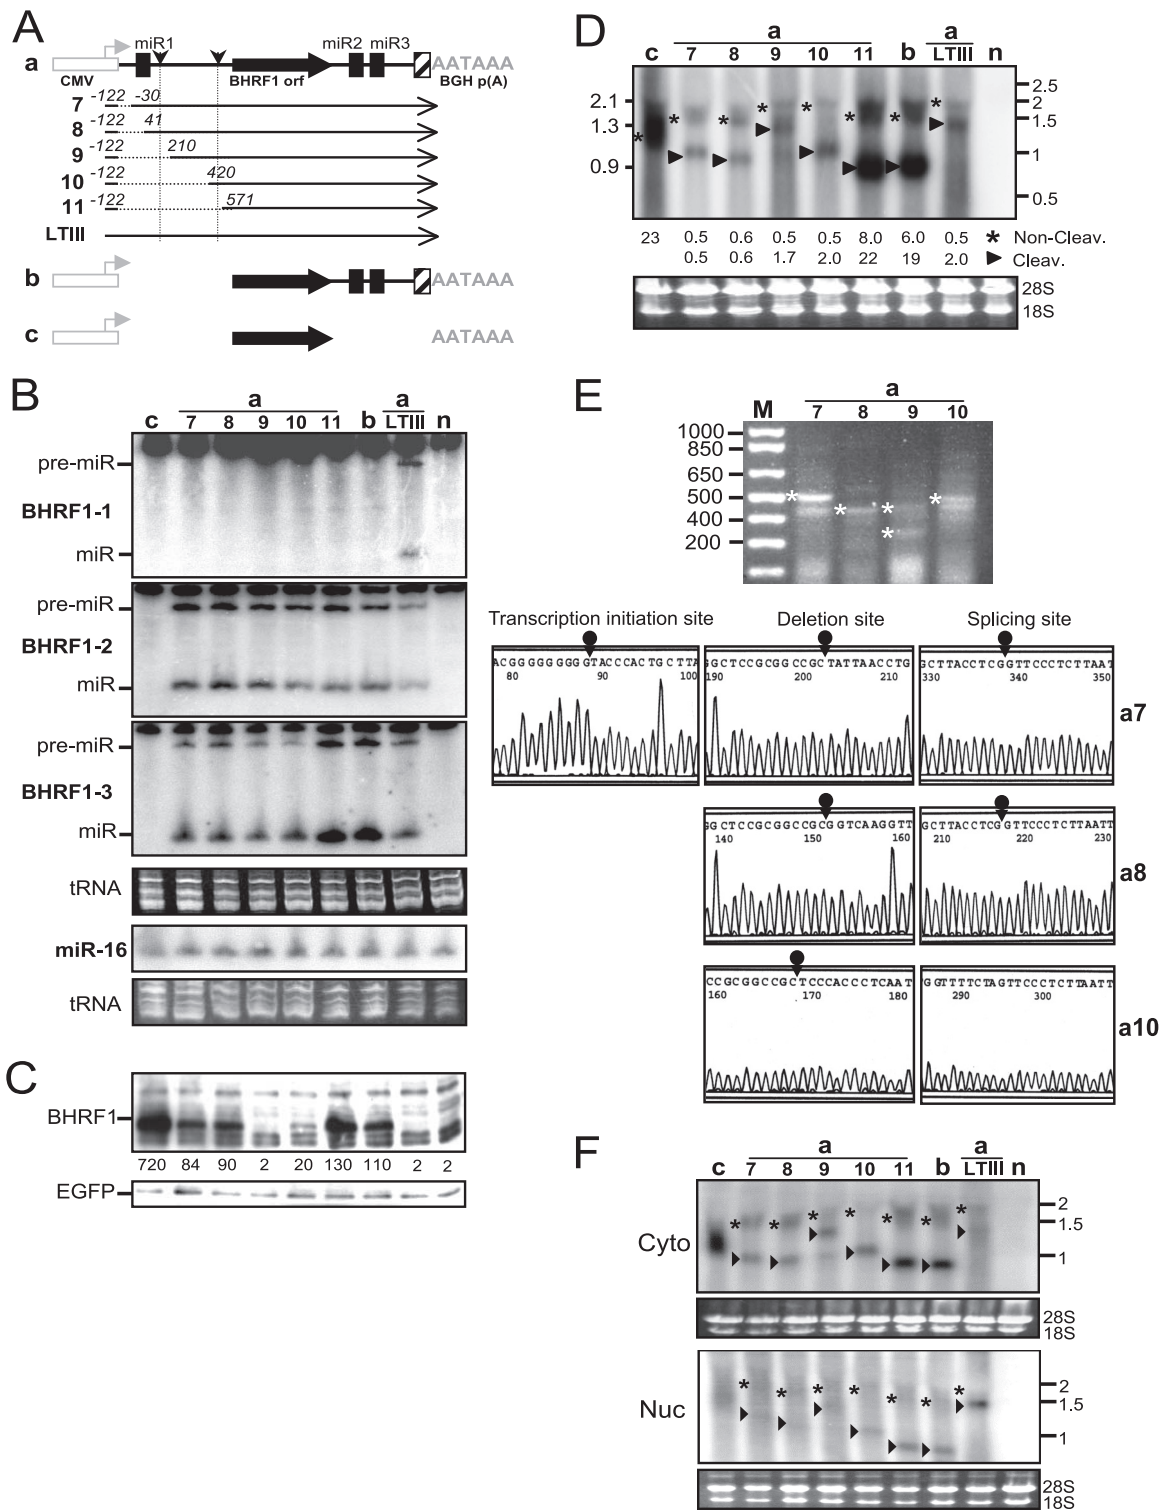 A
miR1 miR2 miR3
a AATAAA
CMV BHRF1 orf BGH p(A)
7 -122 -30
8 -122 41
9 -122 210
10 -122 420
11 -122 571
LTIII
b AATAAA
c AATAAA
B
a a
c 7 8 9 10 11 b LTIII n
pre-miR
BHRF1-1
miR
pre-miR
BHRF1-2
miR
pre-miR
BHRF1-3
miR
tRNA
miR-16
tRNA
C
BHRF1
720 84 90 2 20 130 110 2 2
EGFP
D
a a
c 7 8 9 10 11 b LTIII n
2.1
1.3
0.9
2.5
2
1.5
1
0.5
23 0.5 0.6 0.5 0.5 8.0 6.0 0.5 * Non-Cleav.
0.5 0.6 1.7 2.0 22 19 2.0 Cleav.
28S
18S
E
a
M 7 8 9 10
1000
850
650
500
400
200
Transcription initiation site Deletion site Splicing site
ACGGGGGGGGGTACCCACTGCTTA
80 90 100
GGCTCCGCGGCCGCTATTAACCTG
190 200 210
GCTTACCTCGGTTCCCTCTTAAT
330 340 350
a7
GGCTCCGCGGCCGCGGTCAAGGTT
140 150 160
GCTTACCTCGGTTCCCTCTTAATT
210 220 230
a8
CCGCGGCCGCTCCCACCCTCAAT
160 170 180
GGTTTTCTAGTTCCCTCTTAATT
290 300
a10
F
a a
c 7 8 9 10 11 b LTIII n
Cyto
2
1.5
1
28S
18S
Nuc
2
1.5
1
28S
18S